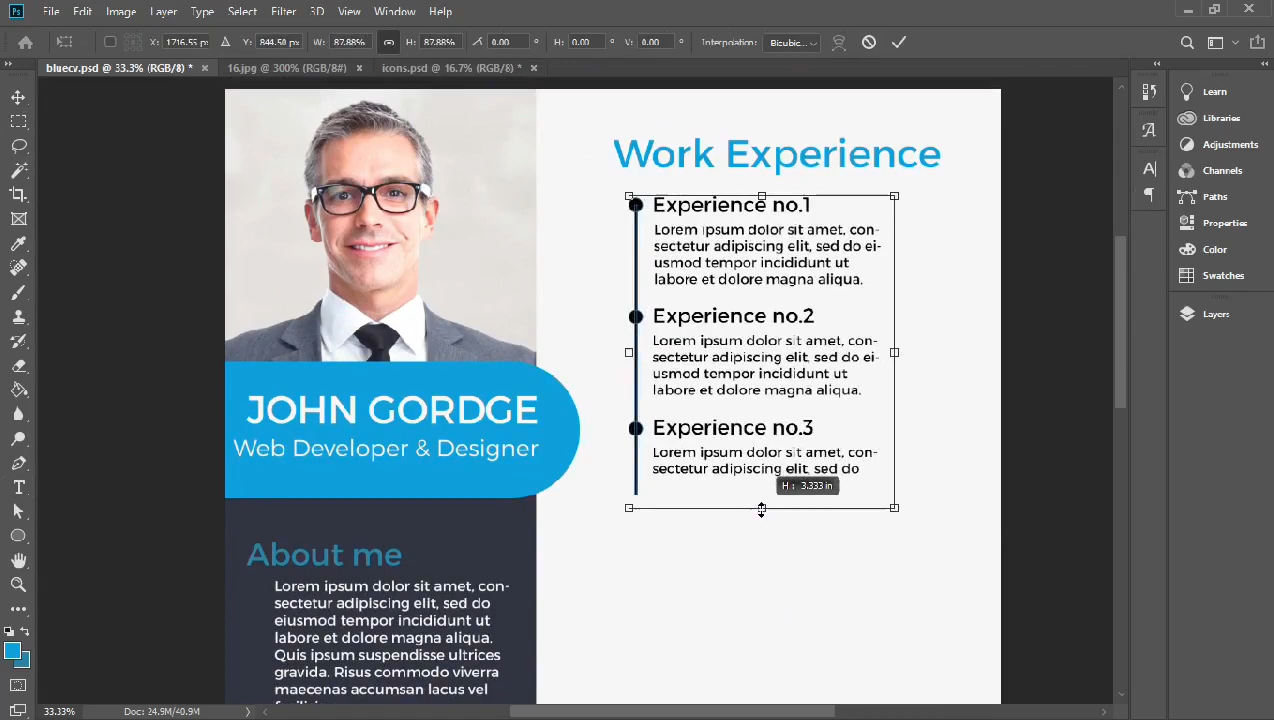 File Edit Image Layer Type Select Filter 3D View Window Help
X: 1716.55 px Y: 844.50 px W: 87.88% H: 87.88% 0.00 ° H: 0.00 ° V: 0.00 ° Interpolation: Bicubic...
bluecv.psd @ 33.3% (RGB/8) * × 16.jpg @ 300% (RGB/8#) × icons.psd @ 16.7% (RGB/8) * ×
Learn
Libraries
Adjustments
Channels
Paths
Properties
Color
Swatches
Layers
Work Experience
Experience no.1
Lorem ipsum dolor sit amet, con-
sectetur adipiscing elit, sed do ei-
usmod tempor incididunt ut
labore et dolore magna aliqua.
Experience no.2
Lorem ipsum dolor sit amet, con-
sectetur adipiscing elit, sed do ei-
usmod tempor incididunt ut
labore et dolore magna aliqua.
Experience no.3
Lorem ipsum dolor sit amet, con-
sectetur adipiscing elit, sed do
H: 3.333 in
JOHN GORDGE
Web Developer & Designer
About me
Lorem ipsum dolor sit amet, con-
sectetur adipiscing elit, sed do
eiusmod tempor incididunt ut
labore et dolore magna aliqua.
Quis ipsum suspendisse ultrices
gravida. Risus commodo viverra
maecenas accumsan lacus vel
33.33% Doc: 24.9M/40.9M